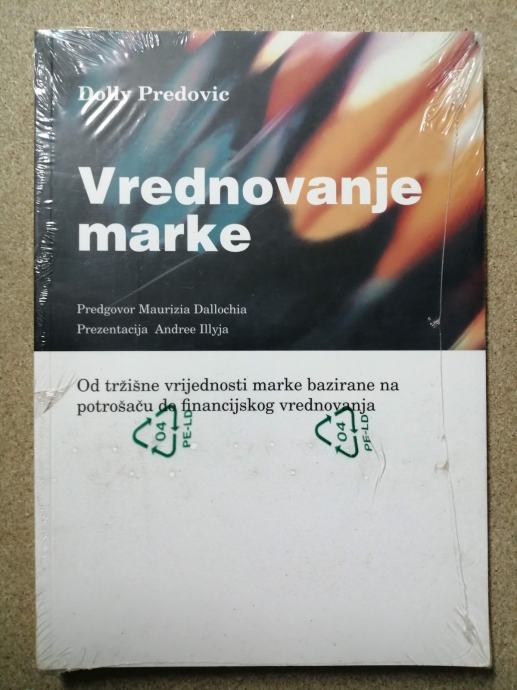 Dolly Predovic
Vrednovanje
marke
Predgovor Maurizia Dallochia
Prezentacija Andree Illyja
Od tržišne vrijednosti marke bazirane na
potrošaču do financijskog vrednovanja
04
PE-LD
04
PE-LD